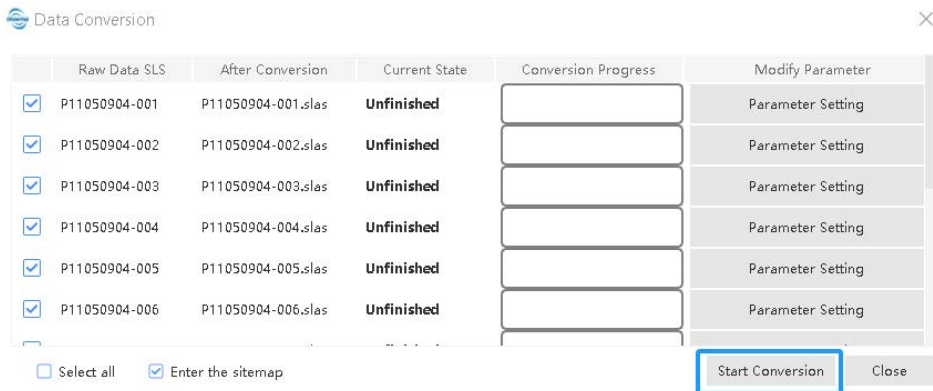 Data Conversion
Raw Data SLS After Conversion Current State Conversion Progress Modify Parameter
P11050904-001 P11050904-001.slas Unfinished Parameter Setting
P11050904-002 P11050904-002.slas Unfinished Parameter Setting
P11050904-003 P11050904-003.slas Unfinished Parameter Setting
P11050904-004 P11050904-004.slas Unfinished Parameter Setting
P11050904-005 P11050904-005.slas Unfinished Parameter Setting
P11050904-006 P11050904-006.slas Unfinished Parameter Setting
Select all Enter the sitemap Start Conversion Close